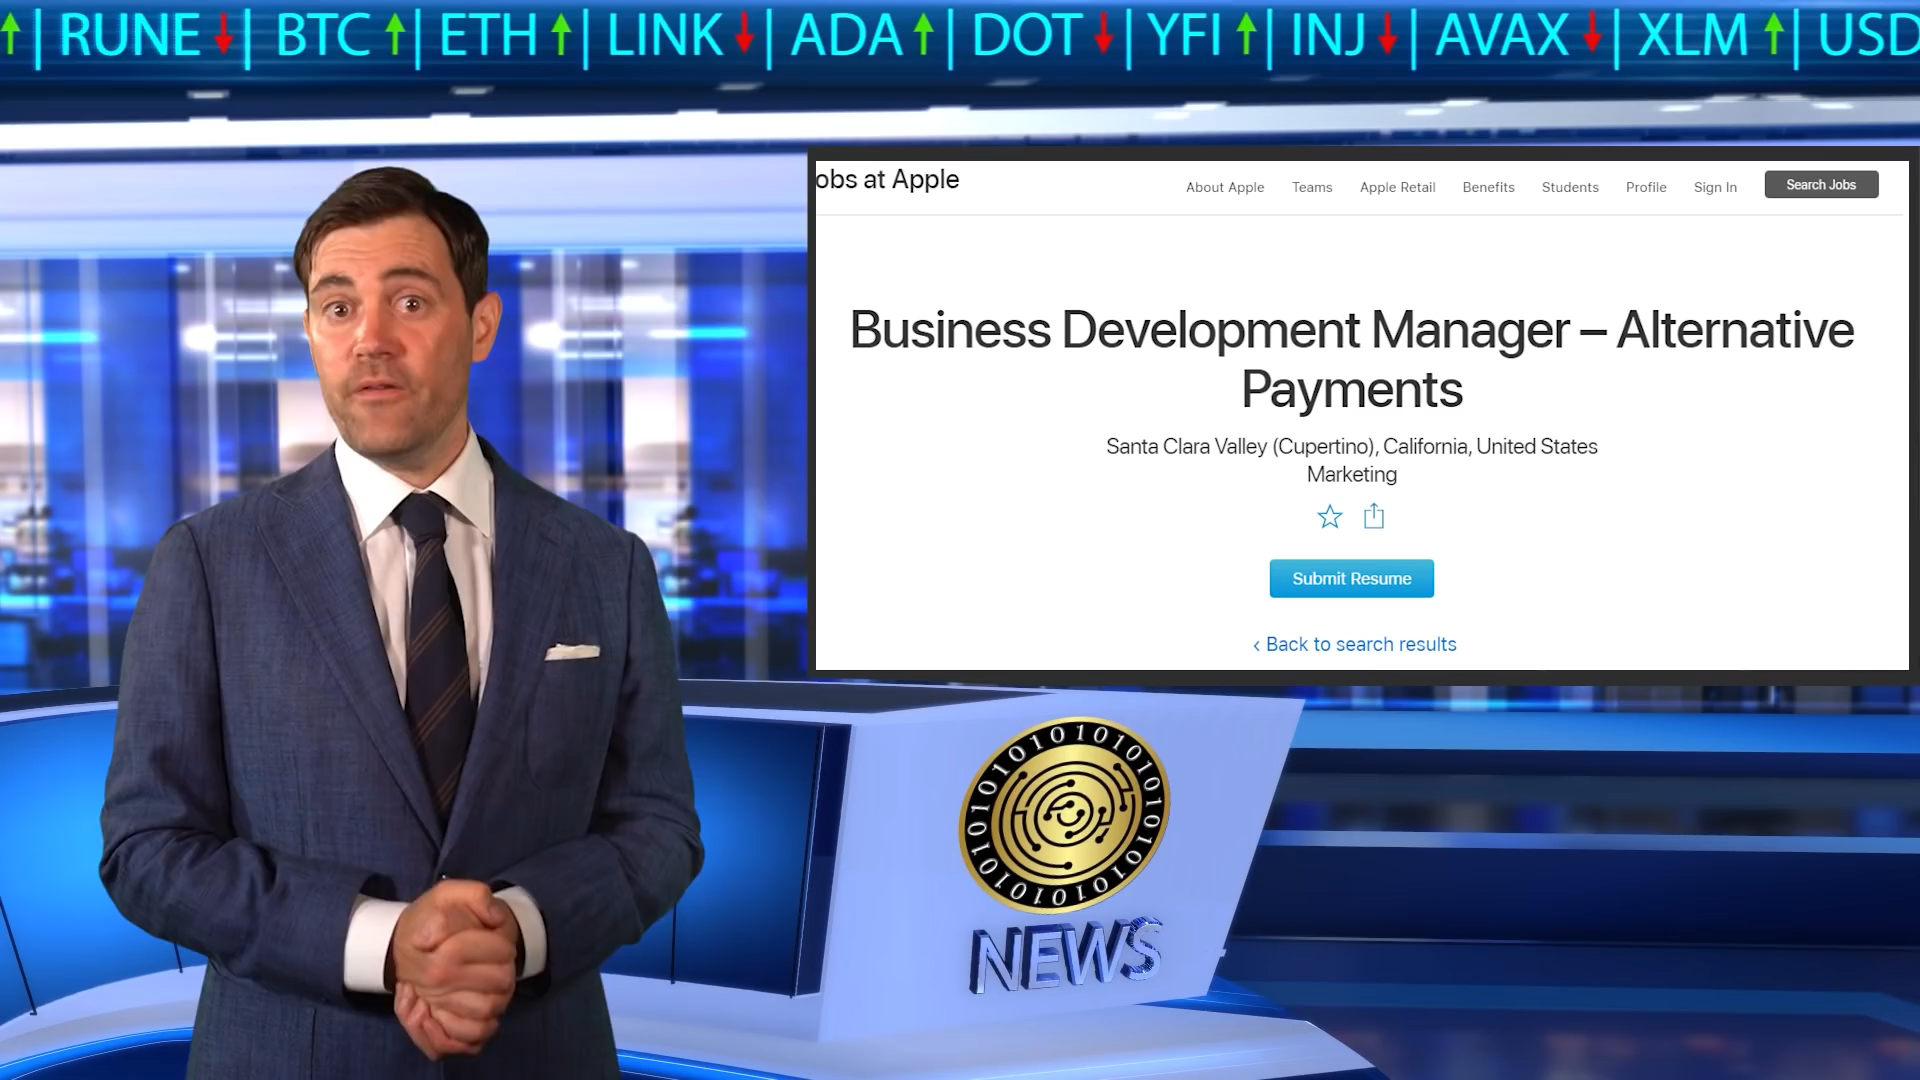 RUNE | BTC | ETH | LINK | ADA | DOT | YFI | INJ | AVAX | XLM | USD
obs at Apple
About Apple Teams Apple Retail Benefits Students Profile Sign In Search Jobs
Business Development Manager – Alternative
Payments
Santa Clara Valley (Cupertino), California, United States
Marketing
Submit Resume
‹ Back to search results
NEWS